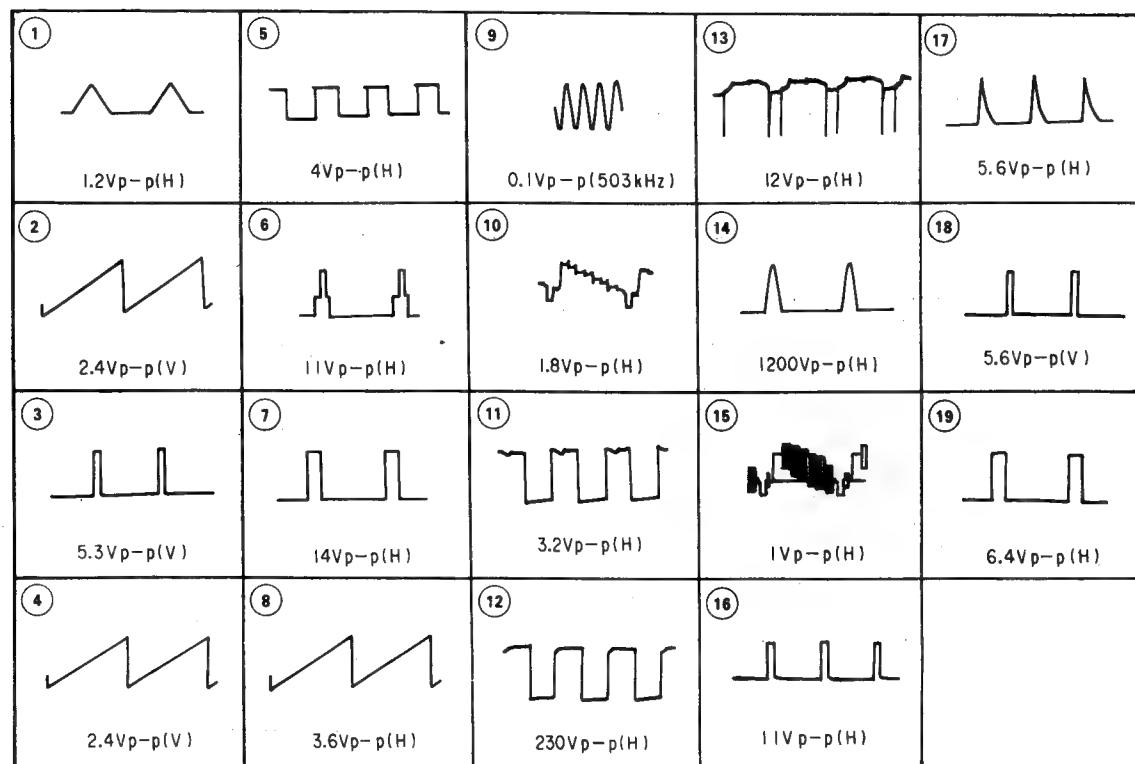 1
1.2Vp-p(H)
2
2.4Vp-p(V)
3
5.3Vp-p(V)
4
2.4Vp-p(V)
5
4Vp-p(H)
6
11Vp-p(H)
7
14Vp-p(H)
8
3.6Vp-p(H)
9
0.1Vp-p(503kHz)
10
1.8Vp-p(H)
11
3.2Vp-p(H)
12
230Vp-p(H)
13
12Vp-p(H)
14
1200Vp-p(H)
15
1Vp-p(H)
16
11Vp-p(H)
17
5.6Vp-p(H)
18
5.6Vp-p(V)
19
6.4Vp-p(H)